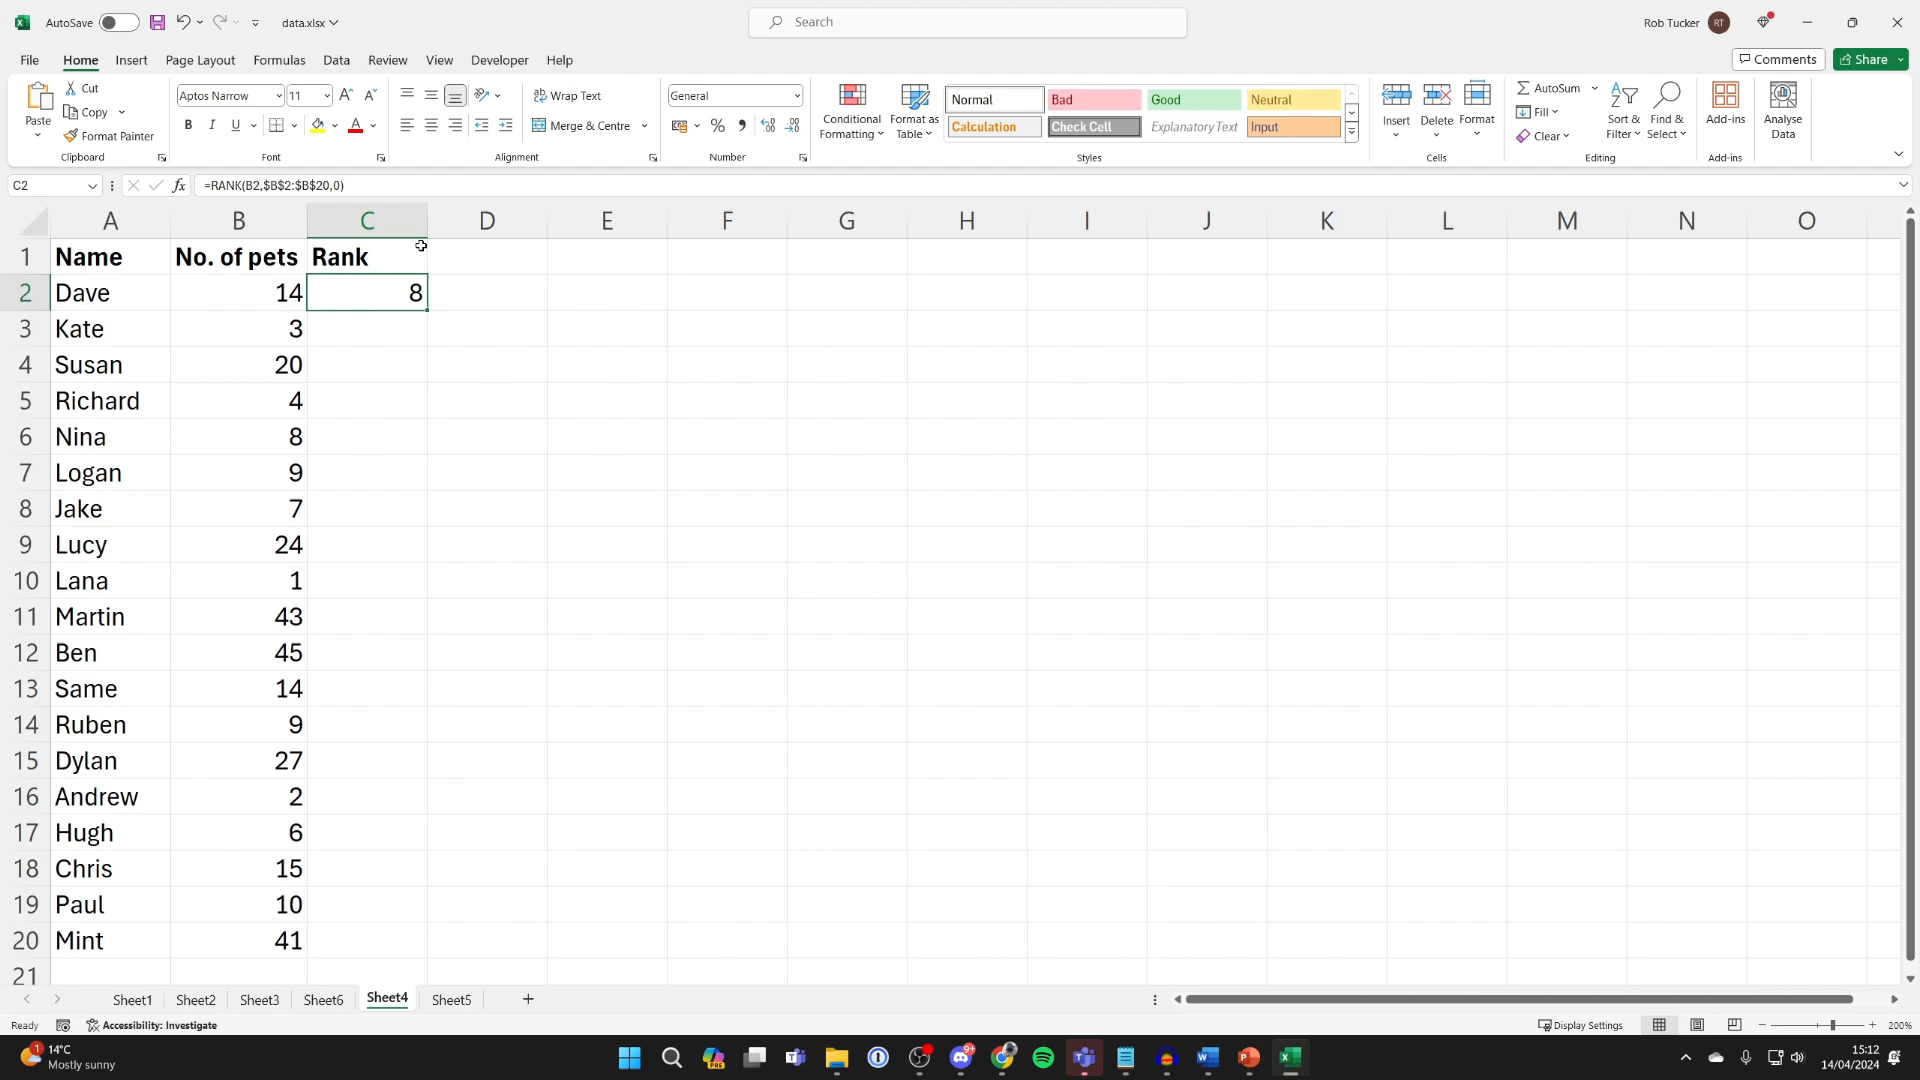 AutoSave
data.xlsx
Search
Rob Tucker RT
File Home Insert Draw Page Layout Formulas Data Review View Developer Help
Comments Share
Paste
Cut
Copy
Format Painter
Clipboard
Aptos Narrow 11
B I U
Font
Wrap Text
Merge & Centre
Alignment
General
Number
Conditional
Formatting
Format as
Table
Normal Bad Good Neutral
Calculation Check Cell Explanatory Text Input
Styles
Insert Delete Format
Cells
AutoSum
Fill
Clear
Sort &
Filter
Find &
Select
Editing
Add-ins
Add-ins
Analyse
Data
C2 fx =RANK(B2,$B$2:$B$20,0)
A B C D E F G H I J K L M N O
1 Name No. of pets Rank
2 Dave 14 8
3 Kate 3
4 Susan 20
5 Richard 4
6 Nina 8
7 Logan 9
8 Jake 7
9 Lucy 24
10 Lana 1
11 Martin 43
12 Ben 45
13 Same 14
14 Ruben 9
15 Dylan 27
16 Andrew 2
17 Hugh 6
18 Chris 15
19 Paul 10
20 Mint 41
21
Sheet1 Sheet2 Sheet3 Sheet6 Sheet4 Sheet5
Ready Accessibility: Investigate Display Settings 200%
14°C
Mostly sunny
15:12
14/04/2024